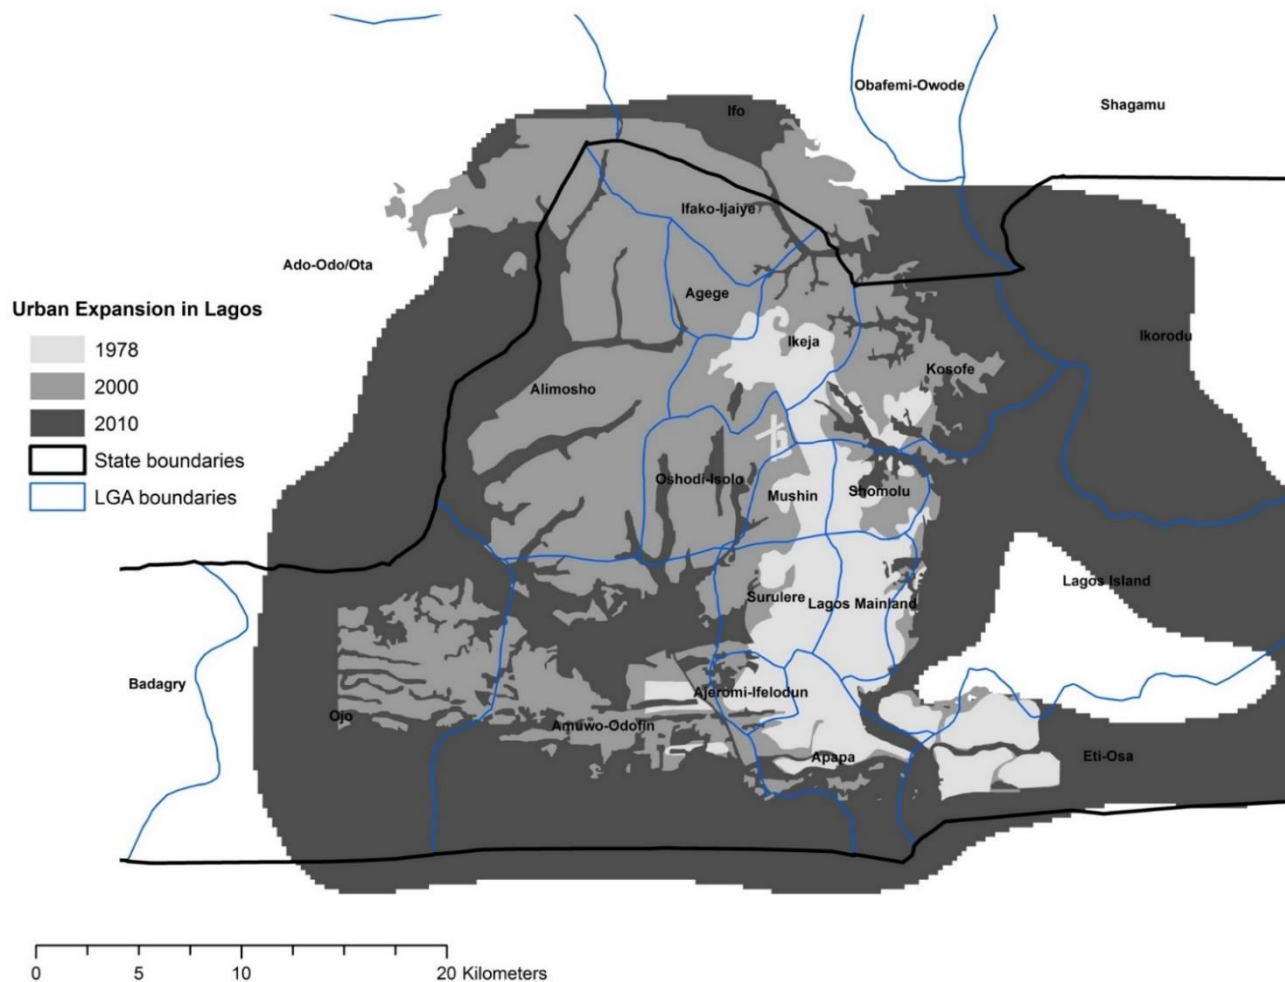 Obafemi-Owode
Shagamu
Ifo
Ifako-Ijaiye
Ado-Odo/Ota
Agege
Urban Expansion in Lagos
1978
2000
2010
State boundaries
LGA boundaries
Ikeja
Ikorodu
Kosofe
Alimosho
Oshodi-Isolo
Mushin
Shomolu
Lagos Island
Surulere
Lagos Mainland
Badagry
Ajeromi-Ifelodun
Ojo
Amuwo-Odofin
Apapa
Eti-Osa
0 5 10 20 Kilometers